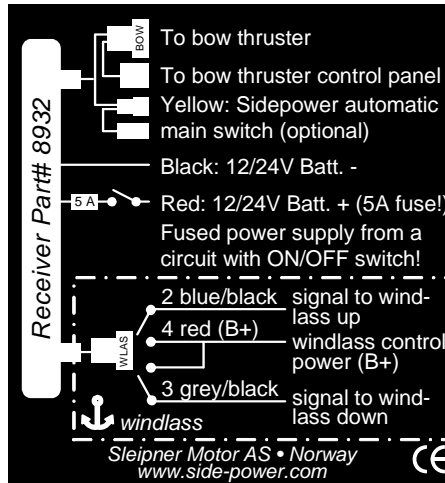 BOW
To bow thruster
To bow thruster control panel
Yellow: Sidepower automatic
main switch (optional)
Receiver Part# 8932
Black: 12/24V Batt. -
5 A
Red: 12/24V Batt. + (5A fuse!)
Fused power supply from a
circuit with ON/OFF switch!
WLAS
2 blue/black
signal to wind-
lass up
4 red (B+)
windlass control
power (B+)
3 grey/black
signal to wind-
lass down
windlass
Sleipner Motor AS • Norway
www.side-power.com
CE